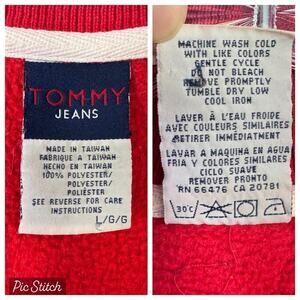 TOMMY
JEANS
MADE IN TAIWAN
FABRIQUE A TAIWAN
HECHO EN TAIWAN
100% POLYESTER/
POLYESTER/
POLIÉSTER
SEE REVERSE FOR CARE
INSTRUCTIONS
L/G/G
MACHINE WASH COLD
WITH LIKE COLORS
GENTLE CYCLE
DO NOT BLEACH
REMOVE PROMPTLY
TUMBLE DRY LOW
COOL IRON
LAVER À L'EAU FROIDE
AVEC COULEURS SIMILAIRES
RETIRER IMMÉDIATEMENT
LAVAR A MAQUINA EN AGUA
FRIA Y COLORES SIMILARES
CICLO SUAVE
REMOVER PRONTO
RN 66476 CA 20781
30°C
Pic Stitch